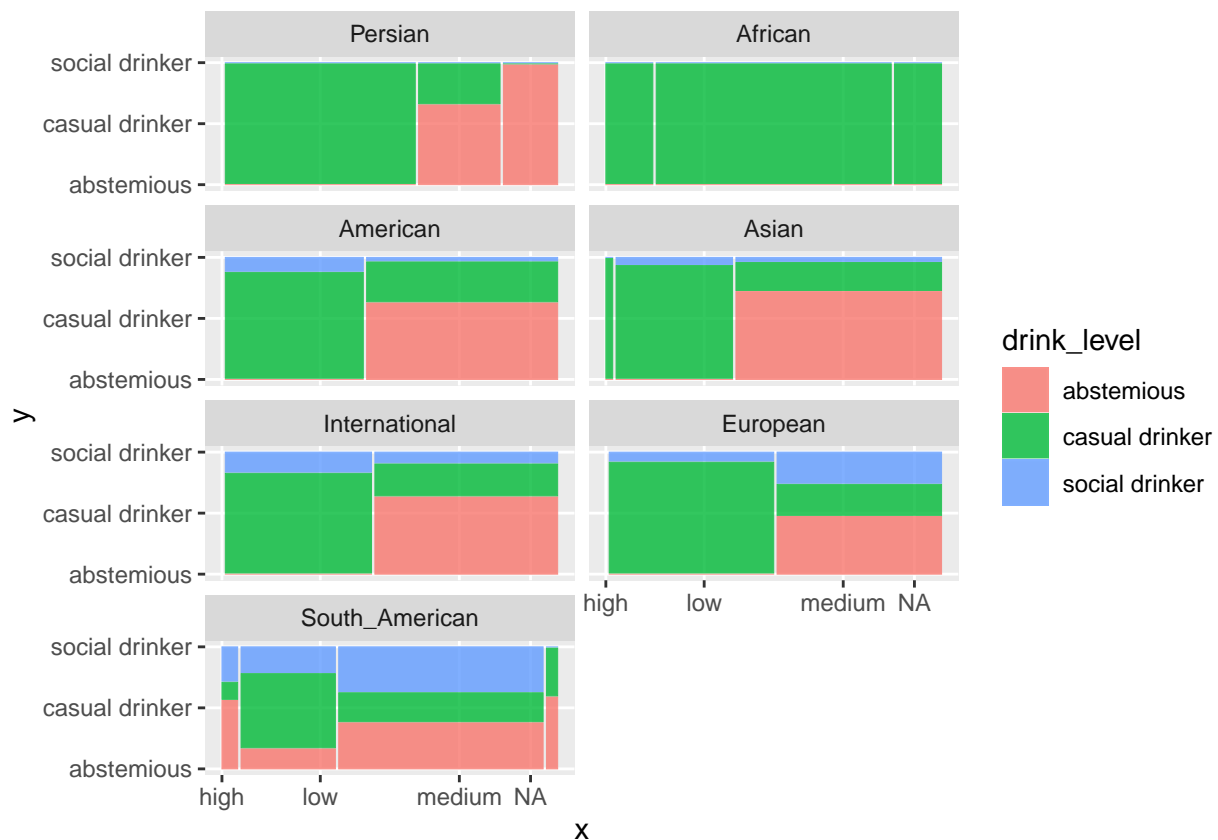 Persian
African
social drinker
casual drinker
abstemious
American
Asian
social drinker
casual drinker
abstemious
International
European
social drinker
casual drinker
abstemious
high
low
medium
NA
South_American
social drinker
casual drinker
abstemious
high
low
medium
NA
x
y
drink_level
abstemious
casual drinker
social drinker